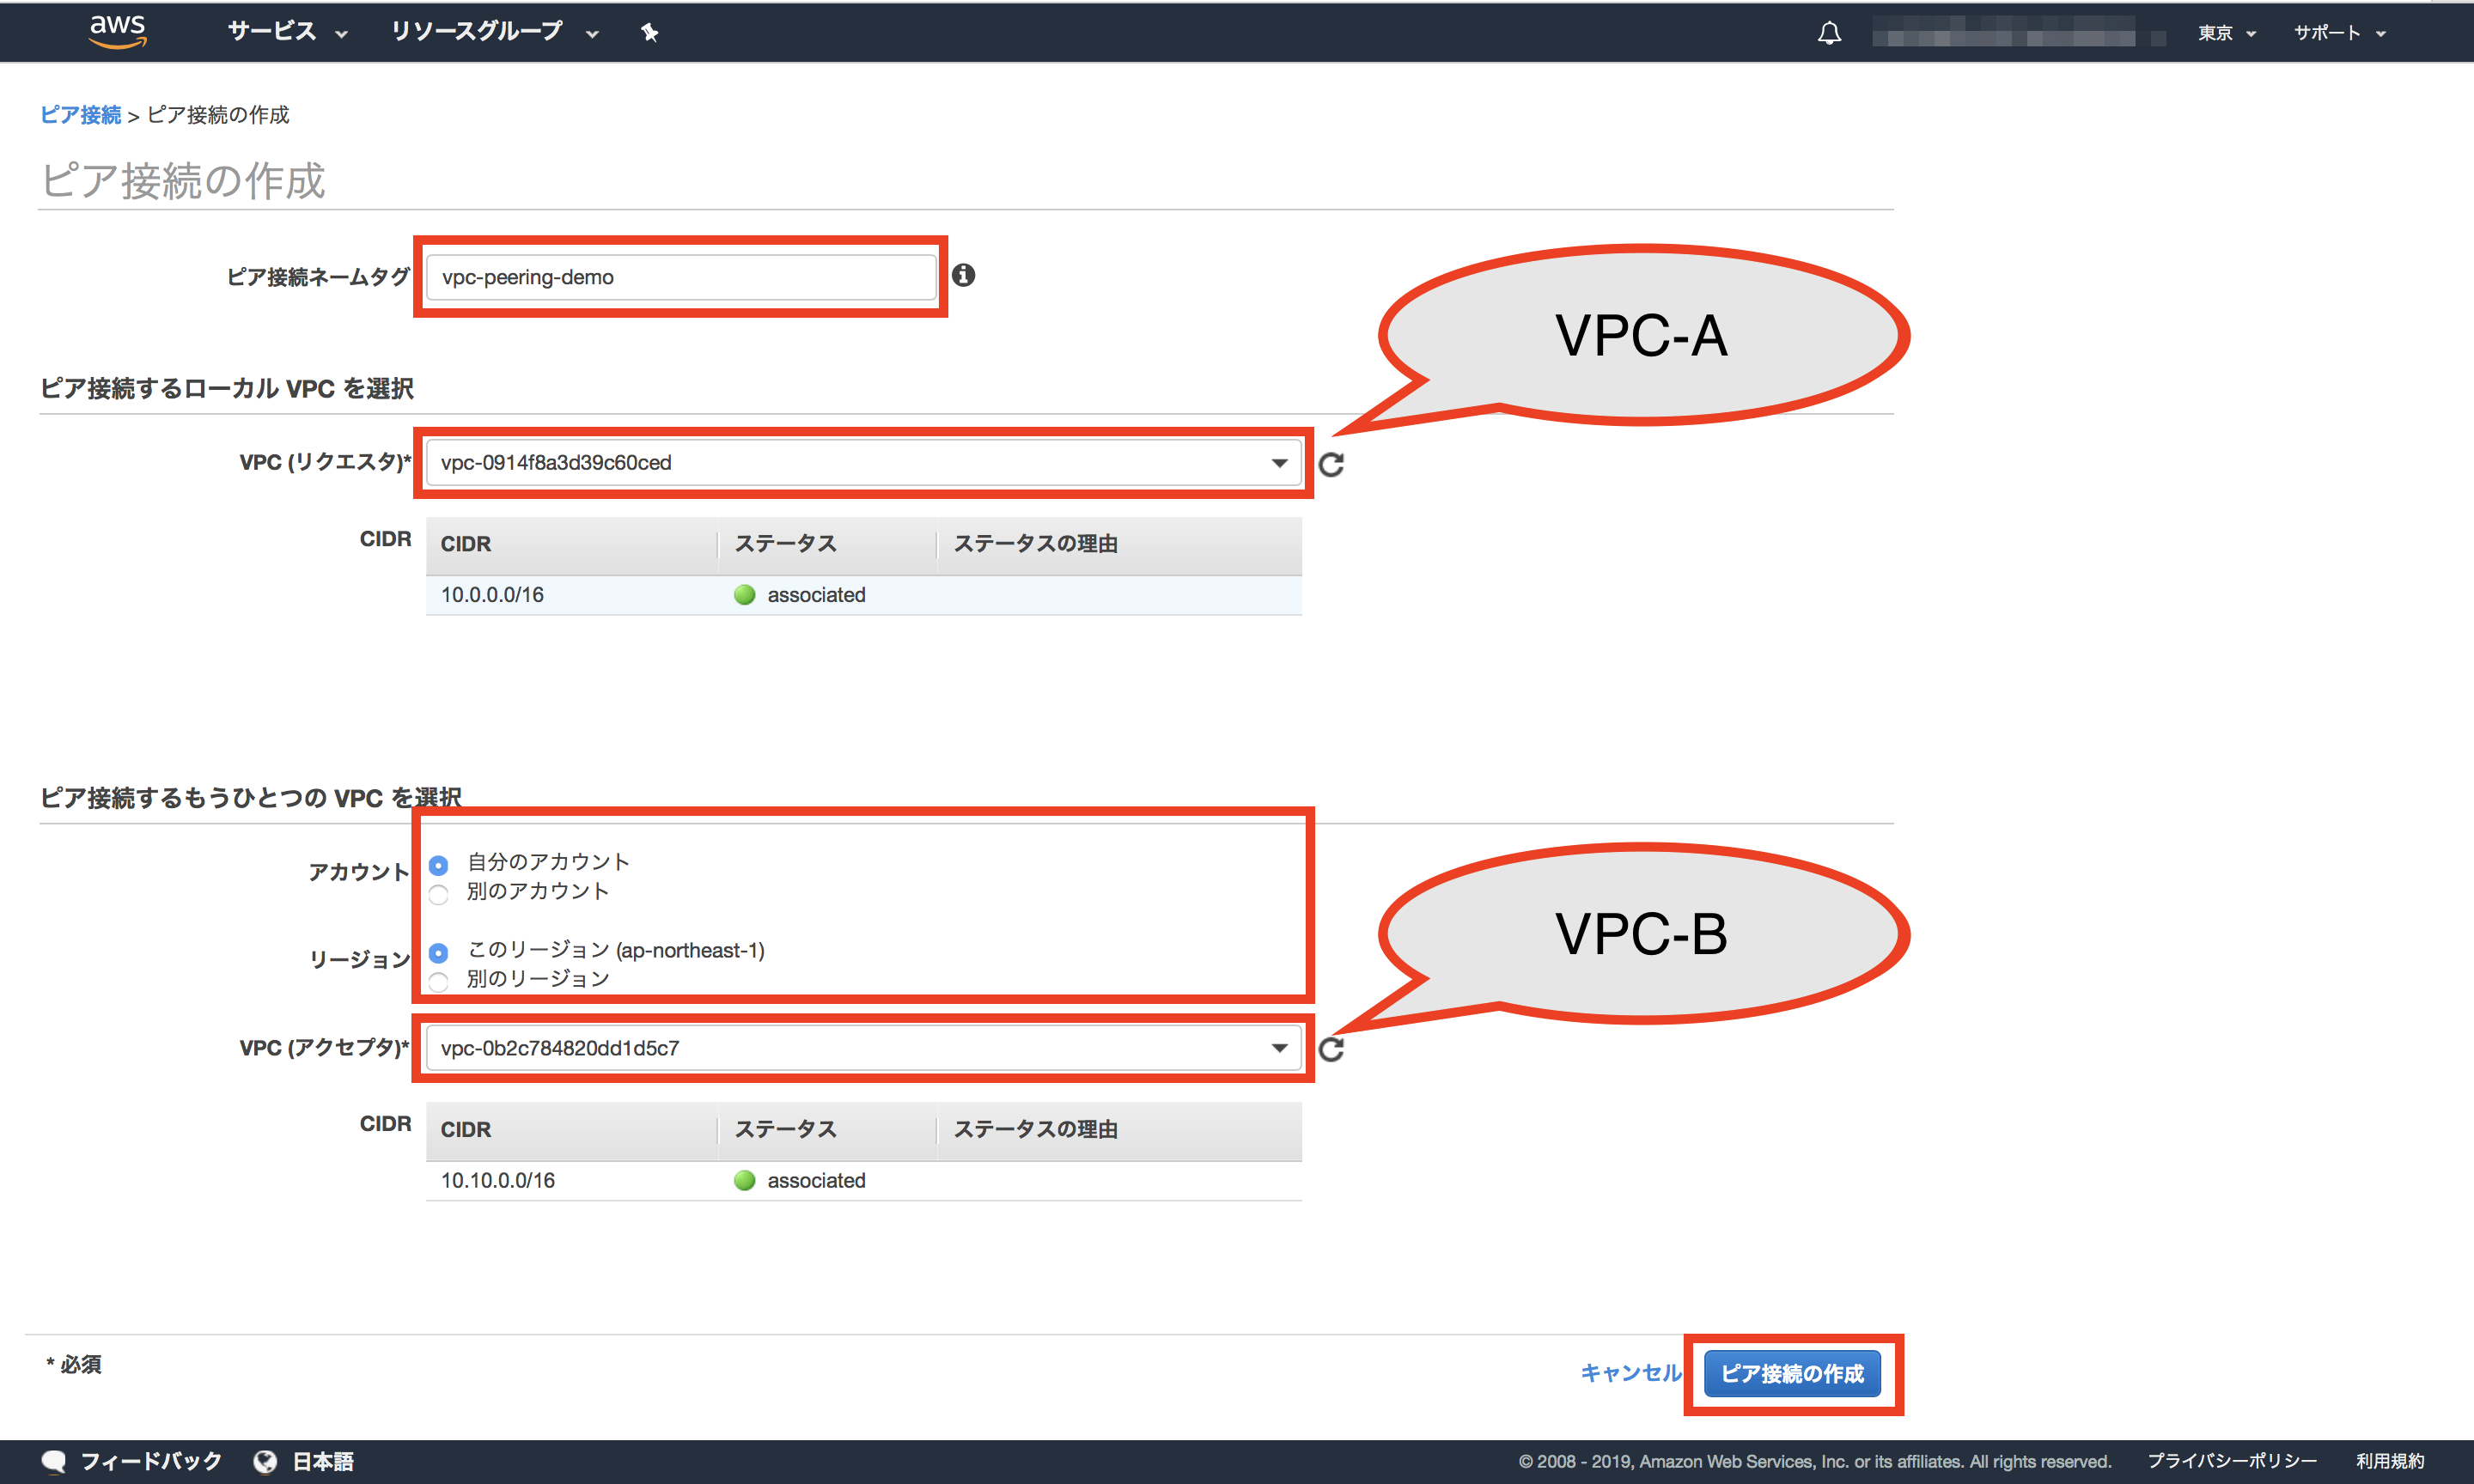 aws サービス リソースグループ 東京 サポート
ピア接続 > ピア接続の作成
ピア接続の作成
ピア接続ネームタグ vpc-peering-demo
VPC-A
ピア接続するローカル VPC を選択
VPC (リクエスタ)* vpc-0914f8a3d39c60ced
CIDR CIDR ステータス ステータスの理由
10.0.0.0/16 associated
ピア接続するもうひとつの VPC を選択
アカウント 自分のアカウント
別のアカウント
VPC-B
リージョン このリージョン (ap-northeast-1)
別のリージョン
VPC (アクセプタ)* vpc-0b2c784820dd1d5c7
CIDR CIDR ステータス ステータスの理由
10.10.0.0/16 associated
* 必須 キャンセル ピア接続の作成
フィードバック 日本語 © 2008 - 2019, Amazon Web Services, Inc. or its affiliates. All rights reserved. プライバシーポリシー 利用規約